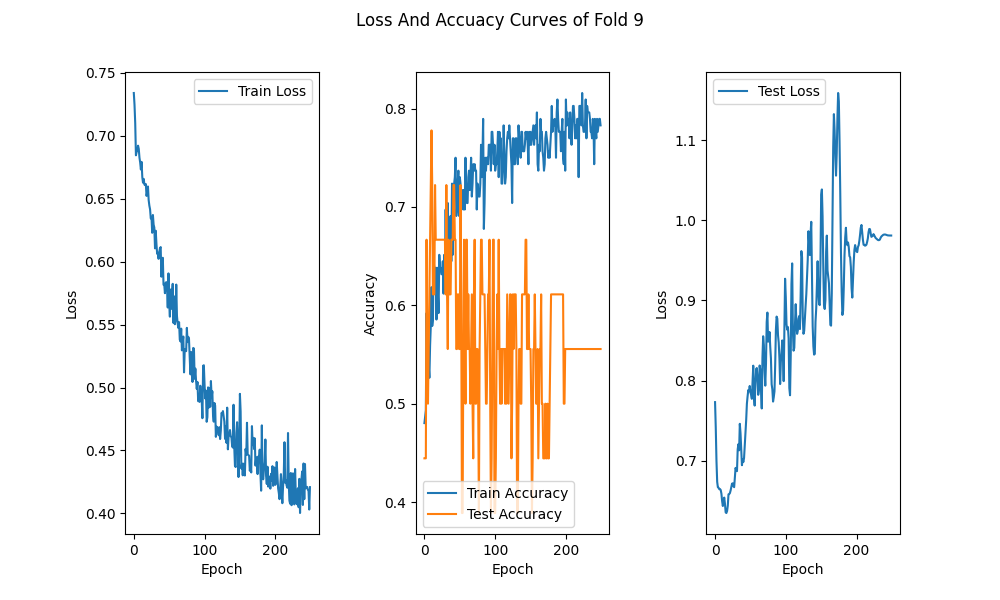 Loss And Accuacy Curves of Fold 9
Train Loss
0.75
0.70
0.65
0.60
0.55
0.50
0.45
0.40
Loss
0
100
200
Epoch
0.8
0.7
0.6
0.5
0.4
Accuracy
Train Accuracy
Test Accuracy
0
100
200
Epoch
Test Loss
1.1
1.0
0.9
0.8
0.7
Loss
0
100
200
Epoch